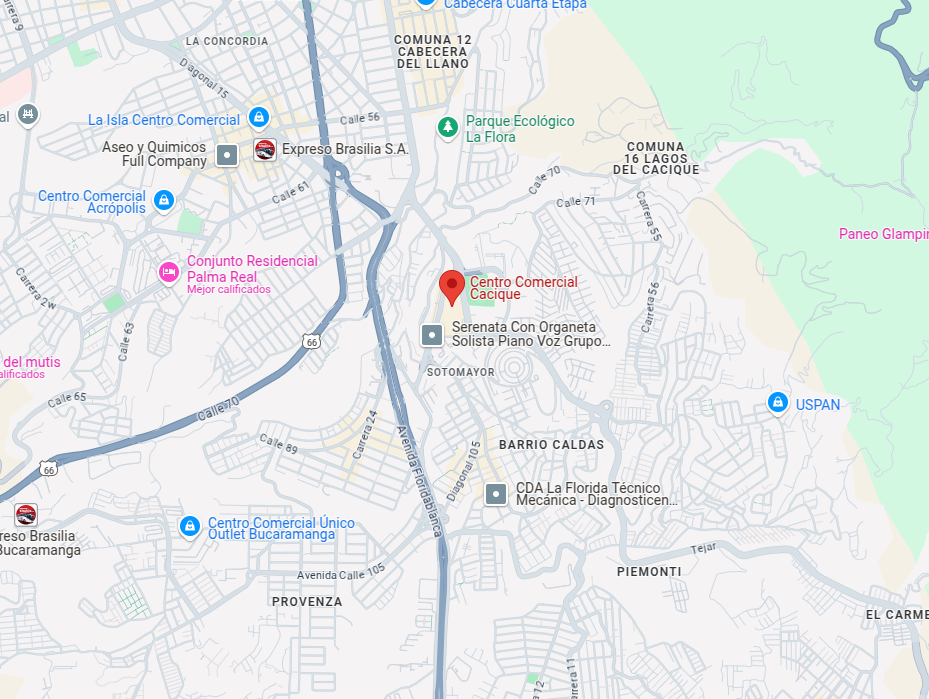 Cabecera Cuarta Etapa
Carrera 9
LA CONCORDIA
COMUNA 12
CABECERA
DEL LLANO
Diagonal 15
al
La Isla Centro Comercial
Calle 56
Parque Ecológico
La Flora
Aseo y Quimicos
Full Company
Expreso Brasilia S.A.
COMUNA
16 LAGOS
DEL CACIQUE
Calle 70
Calle 61
Centro Comercial
Acrópolis
Calle 71
Carrera 55
Paneo Glampin
Conjunto Residencial
Palma Real
Mejor calificados
Carrera 2w
Centro Comercial
Cacique
Carrera 56
Calle 63
66
Serenata Con Organeta
Solista Piano Voz Grupo...
del mutis
alificados
SOTOMAYOR
Calle 65
Calle 70
USPAN
Carrera 24
Calle 89
Avenida Floridablanca
BARRIO CALDAS
66
Diagonal 105
CDA La Florida Técnico
Mecánica - Diagnosticen...
Centro Comercial Único
Outlet Bucaramanga
reso Brasilia
Bucaramanga
Tejar
Avenida Calle 105
PIEMONTI
PROVENZA
EL CARME
12
Carrera 11